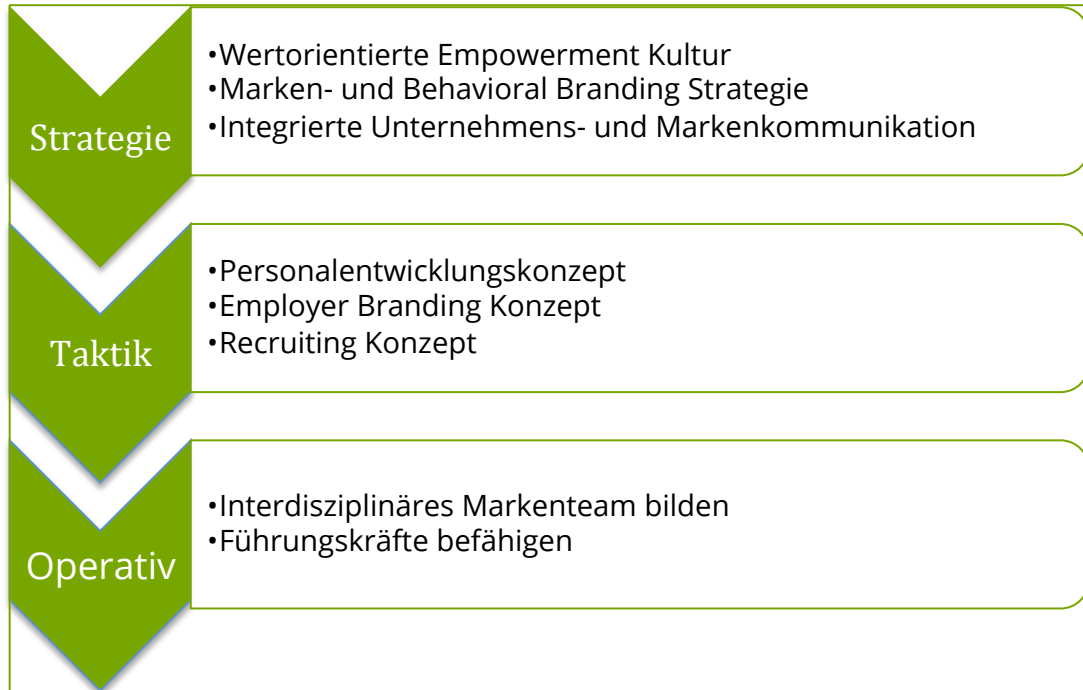 Strategie
•Wertorientierte Empowerment Kultur
•Marken- und Behavioral Branding Strategie
•Integrierte Unternehmens- und Markenkommunikation
Taktik
•Personalentwicklungskonzept
•Employer Branding Konzept
•Recruiting Konzept
Operativ
•Interdisziplinäres Markenteam bilden
•Führungskräfte befähigen